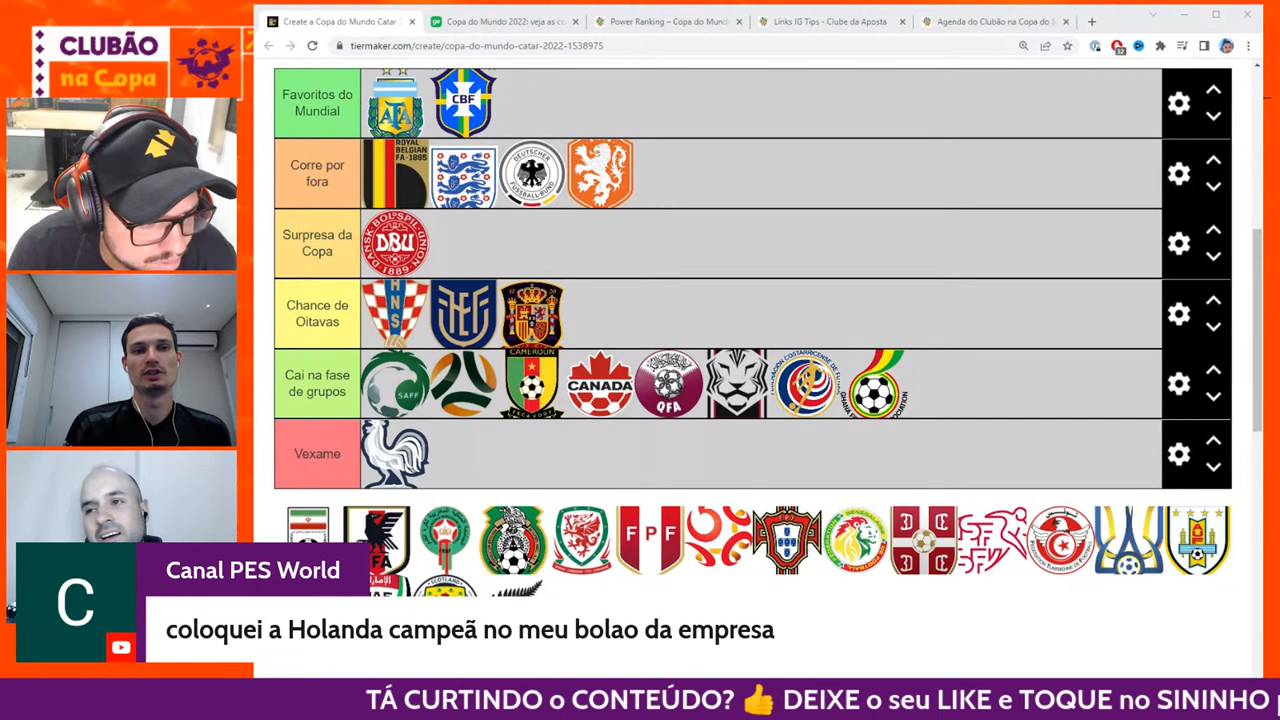 CLUBÃO
na Copa
Create a Copa do Mundo Catar 2
Copa do Mundo 2022: veja as co
Power Ranking – Copa do Mund
Links IG Tips - Clube da Aposta
Agenda do Clubão na Copa do M
tiermaker.com/create/copa-do-mundo-catar-2022-1538975
Favoritos do
Mundial
AFA
CBF
Corre por
fora
ROYAL
BELGIAN
FA·1895
DEUTSCHER
FUSSBALL-BUND
Surpresa da
Copa
DANSK BOLDSPIL-UNION
DBU
1889
Chance de
Oitavas
HNS
FEF
Cai na fase
de grupos
SAFF
CAMEROUN
FECAFOOT
CANADA
QFA
Vexame
FPF
Canal PES World
C
coloquei a Holanda campeã no meu bolao da empresa
TÁ CURTINDO o CONTEÚDO? 👍 DEIXE o seu LIKE e TOQUE no SININHO